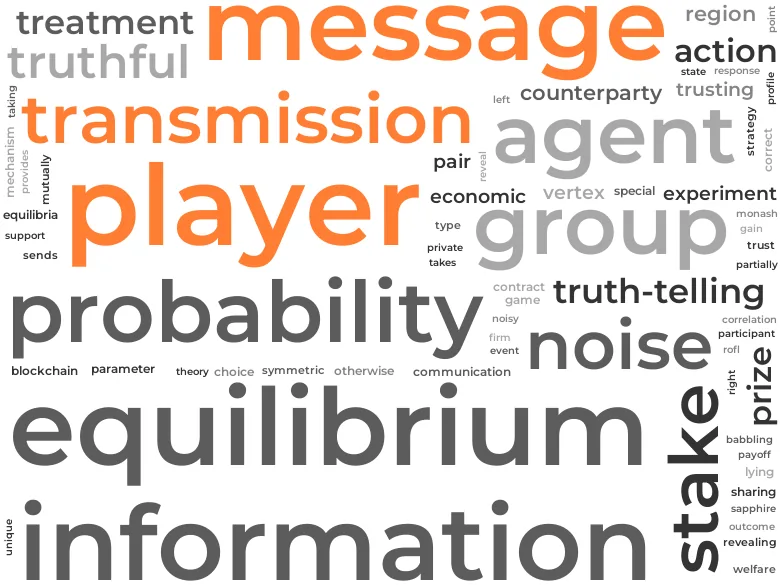 treatment
message
region
point
truthful
action
state
response
profile
taking
transmission
left
counterparty
trusting
mechanism
provides
mutually
agent
strategy
correct
pair
reveal
player
economic
vertex
special
experiment
equilibria
type
group
monash
gain
support
private
trust
sends
takes
partially
probability
contract
game
truth-telling
noisy
noise
correlation
participant
firm
event
rofl
blockchain
parameter
theory
choice
symmetric
otherwise
communication
right
prize
equilibrium
stake
babbling
payoff
lying
sharing
unique
information
sapphire
outcome
revealing
welfare